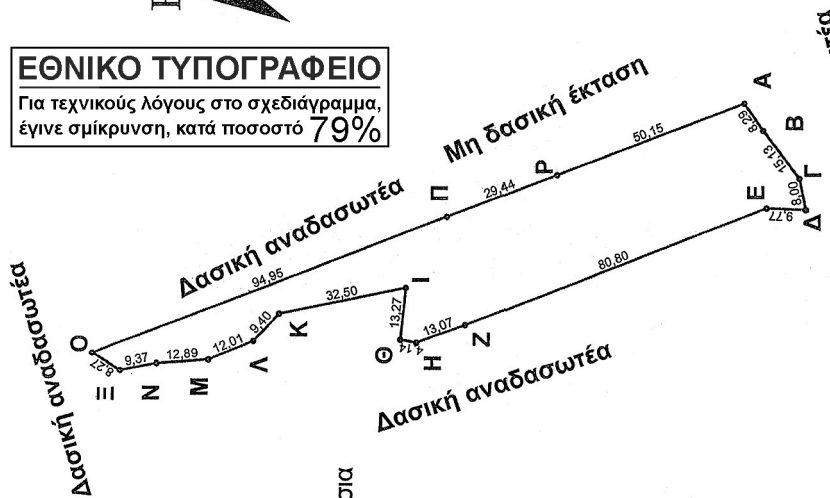 ΕΘΝΙΚΟ ΤΥΠΟΓΡΑΦΕΙΟ
Για τεχνικούς λόγους στο σχεδιάγραμμα,
έγινε σμίκρυνση, κατά ποσοστό 79%
Μη δασική έκταση
Δασική αναδασωτέα
Δασική αναδασωτέα
Δασική αναδασωτέα
Α
8,29
Β
15,13
Γ
8,00
Δ
9,77
Ε
80,80
Ζ
13,07
Η
4,14
Θ
13,27
Ι
32,50
Κ
9,40
Λ
12,01
Μ
12,89
Ν
9,37
Ξ
8,27
Ο
94,95
Π
29,44
Ρ
50,15
σια